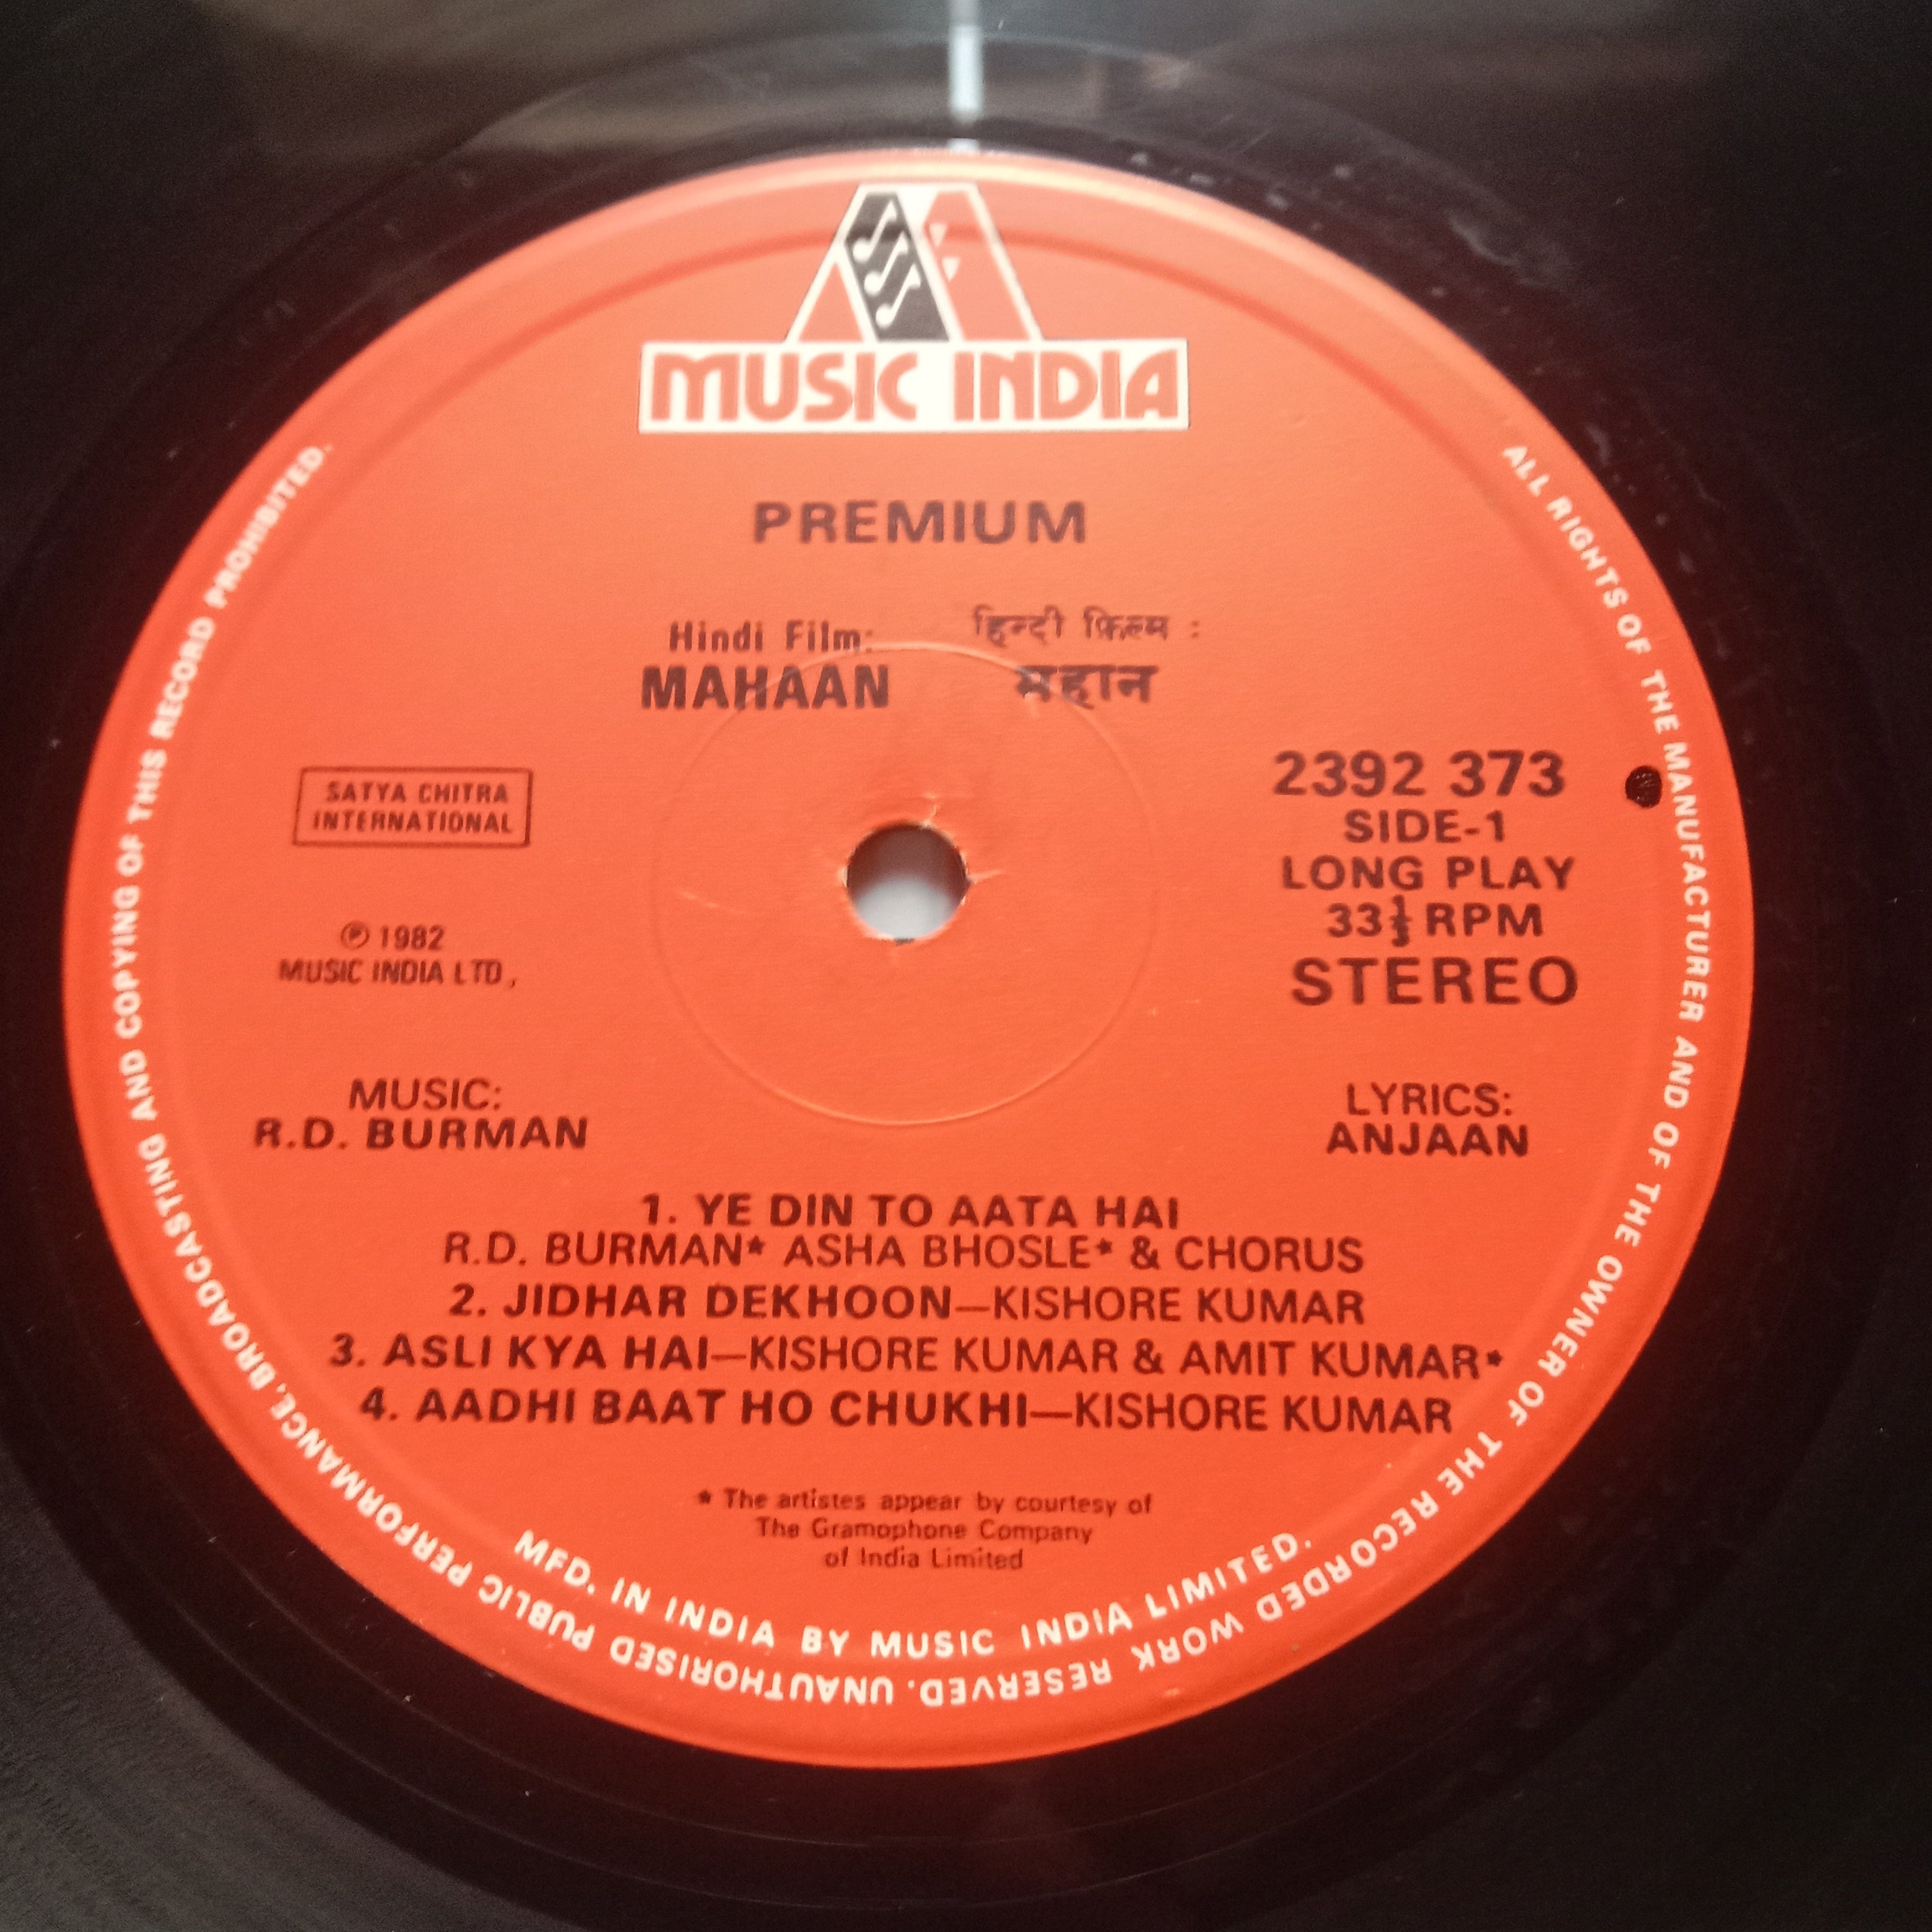 MUSIC INDIA
PREMIUM
Hindi Film: हिन्दी फ़िल्म :
MAHAAN महान
SATYA CHITRA
INTERNATIONAL
2392 373
SIDE-1
LONG PLAY
33⅓ RPM
STEREO
℗ 1982
MUSIC INDIA LTD,
MUSIC:
R.D. BURMAN
LYRICS:
ANJAAN
1. YE DIN TO AATA HAI
R.D. BURMAN* ASHA BHOSLE* & CHORUS
2. JIDHAR DEKHOON—KISHORE KUMAR
3. ASLI KYA HAI—KISHORE KUMAR & AMIT KUMAR*
4. AADHI BAAT HO CHUKHI—KISHORE KUMAR
* The artistes appear by courtesy of
The Gramophone Company
of India Limited
MFD. IN INDIA BY MUSIC INDIA LIMITED.
ALL RIGHTS OF THE MANUFACTURER AND OF THE OWNER OF THE RECORDED WORK RESERVED. UNAUTHORISED PUBLIC PERFORMANCE, BROADCASTING AND COPYING OF THIS RECORD PROHIBITED.